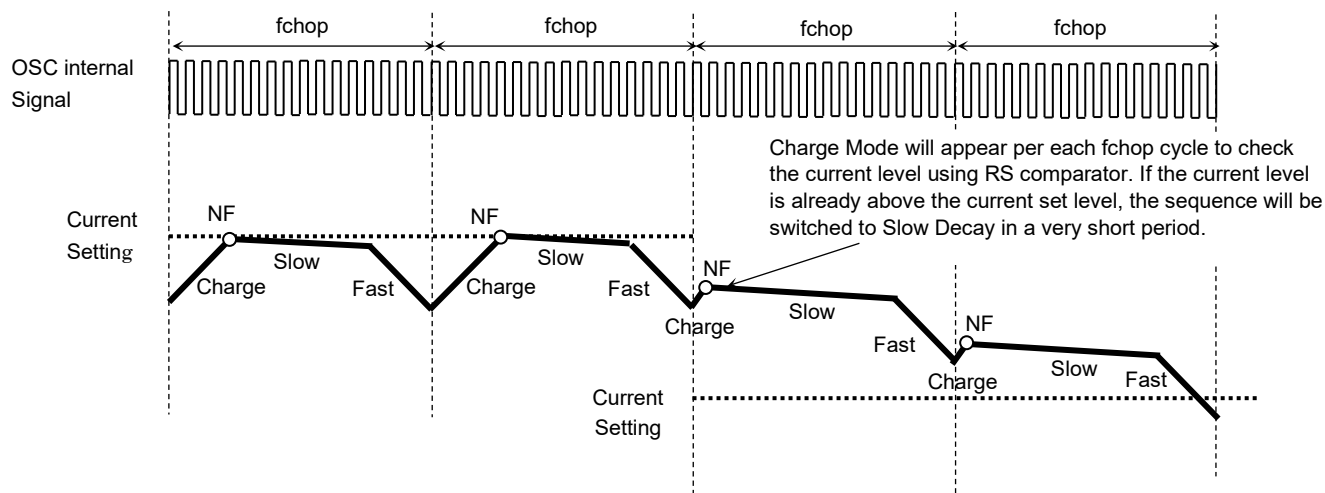 fchop
fchop
fchop
fchop
OSC internal
Signal
Charge Mode will appear per each fchop cycle to check
the current level using RS comparator. If the current level
is already above the current set level, the sequence will be
switched to Slow Decay in a very short period.
Current
Setting
NF
Charge
Slow
Fast
NF
Charge
Slow
Fast
NF
Charge
Slow
Fast
NF
Charge
Slow
Fast
Current
Setting